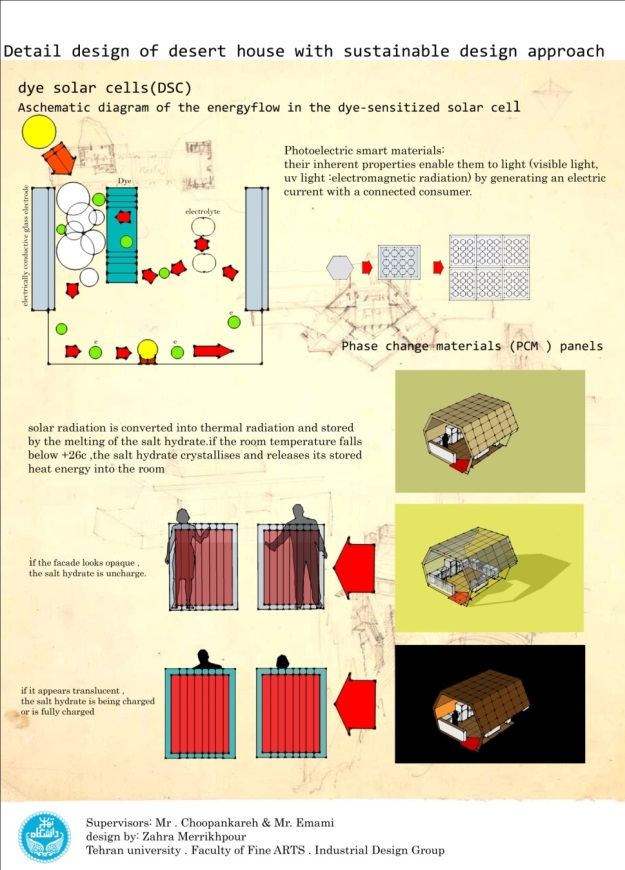 Detail design of desert house with sustainable design approach
dye solar cells(DSC)
Aschematic diagram of the energyflow in the dye-sensitized solar cell
Photoelectric smart materials:
their inherent properties enable them to light (visible light,
uv light :electromagnetic radiation) by generating an electric
current with a connected consumer.
electrically conductive glass electrode
Dye
electrolyte
e
e
e
Phase change materials (PCM ) panels
solar radiation is converted into thermal radiation and stored
by the melting of the salt hydrate.if the room temperature falls
below +26c ,the salt hydrate crystallises and releases its stored
heat energy into the room
if the facade looks opaque ,
the salt hydrate is uncharge.
if it appears translucent ,
the salt hydrate is being charged
or is fully charged
Supervisors: Mr . Choopankareh & Mr. Emami
design by: Zahra Merrikhpour
Tehran university . Faculty of Fine ARTS . Industrial Design Group